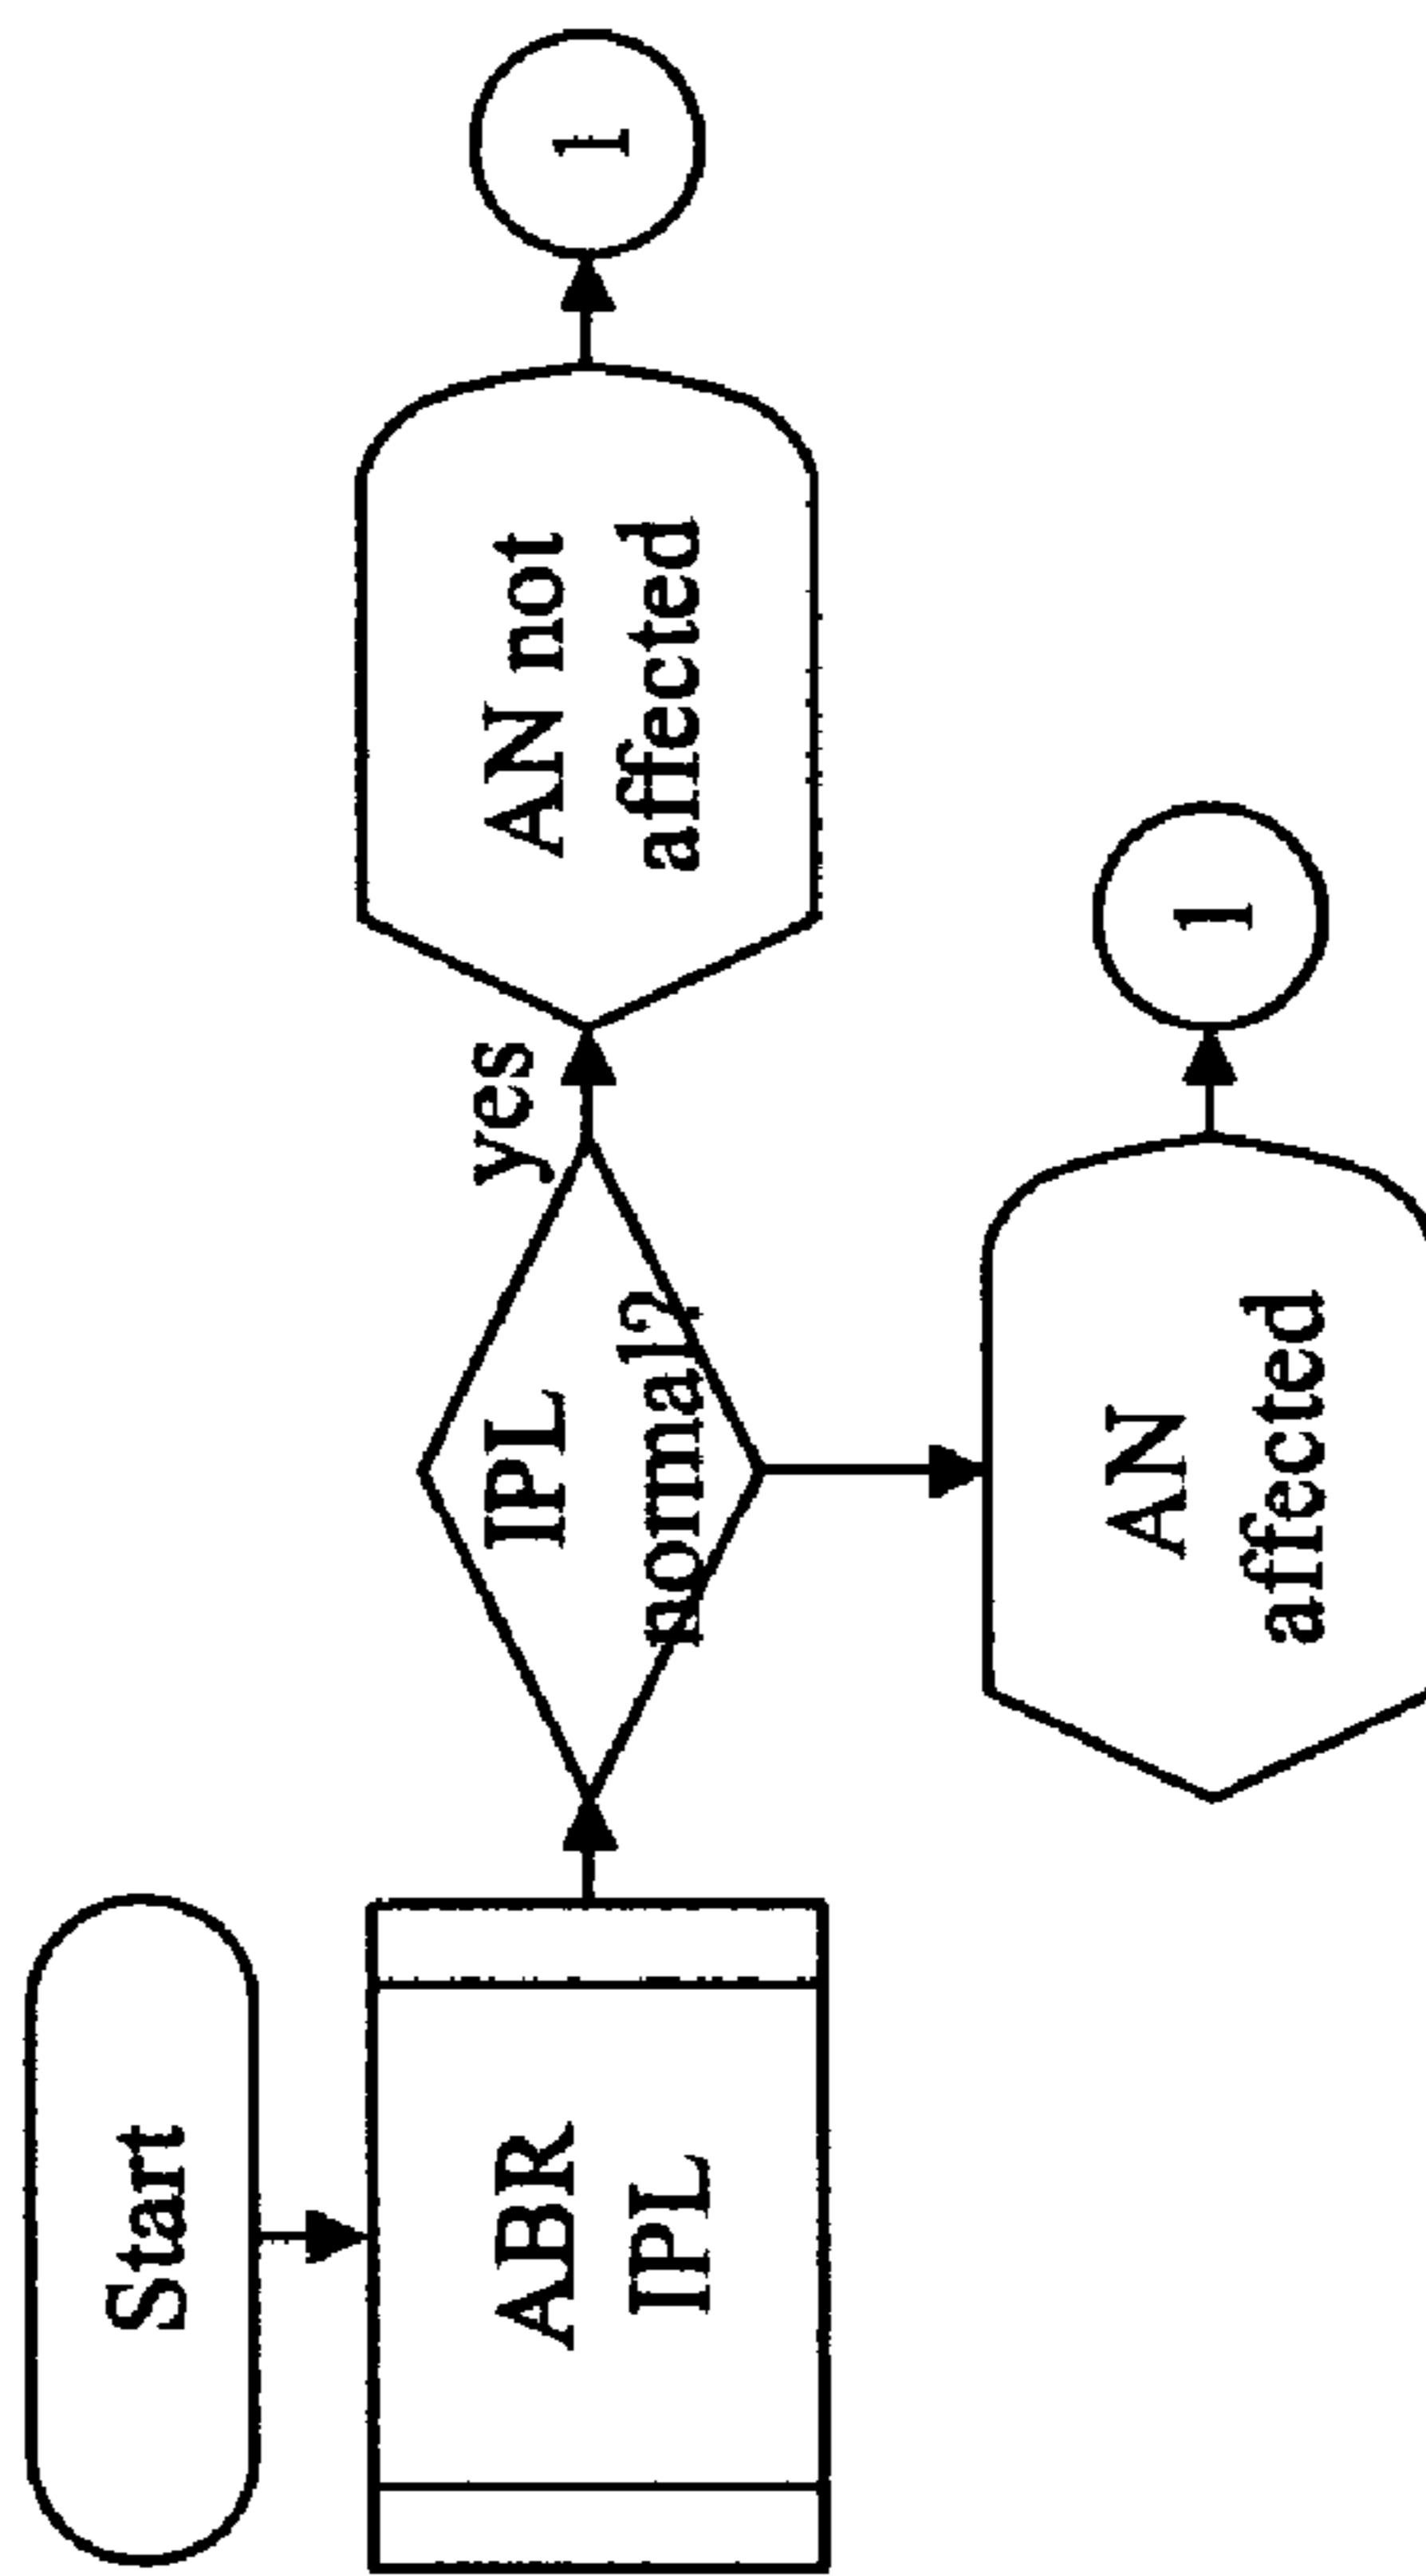 Start
ABR
IPL
IPL
normal?
yes
AN not
affected
1
AN
affected
1